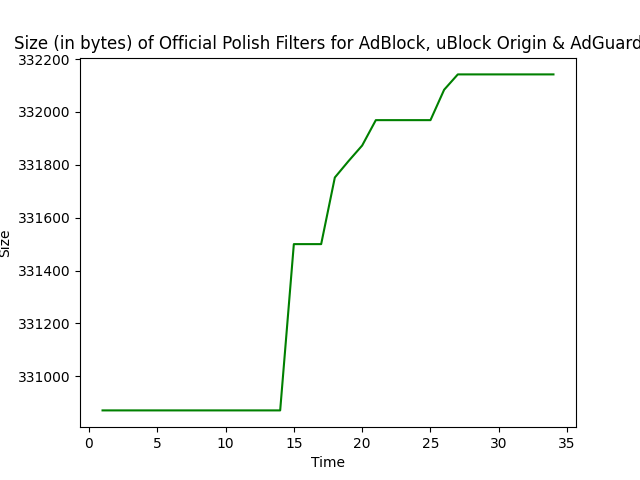 Size (in bytes) of Official Polish Filters for AdBlock, uBlock Origin & AdGuard
332200
332000
331800
331600
331400
331200
331000
Size
0 5 10 15 20 25 30 35
Time